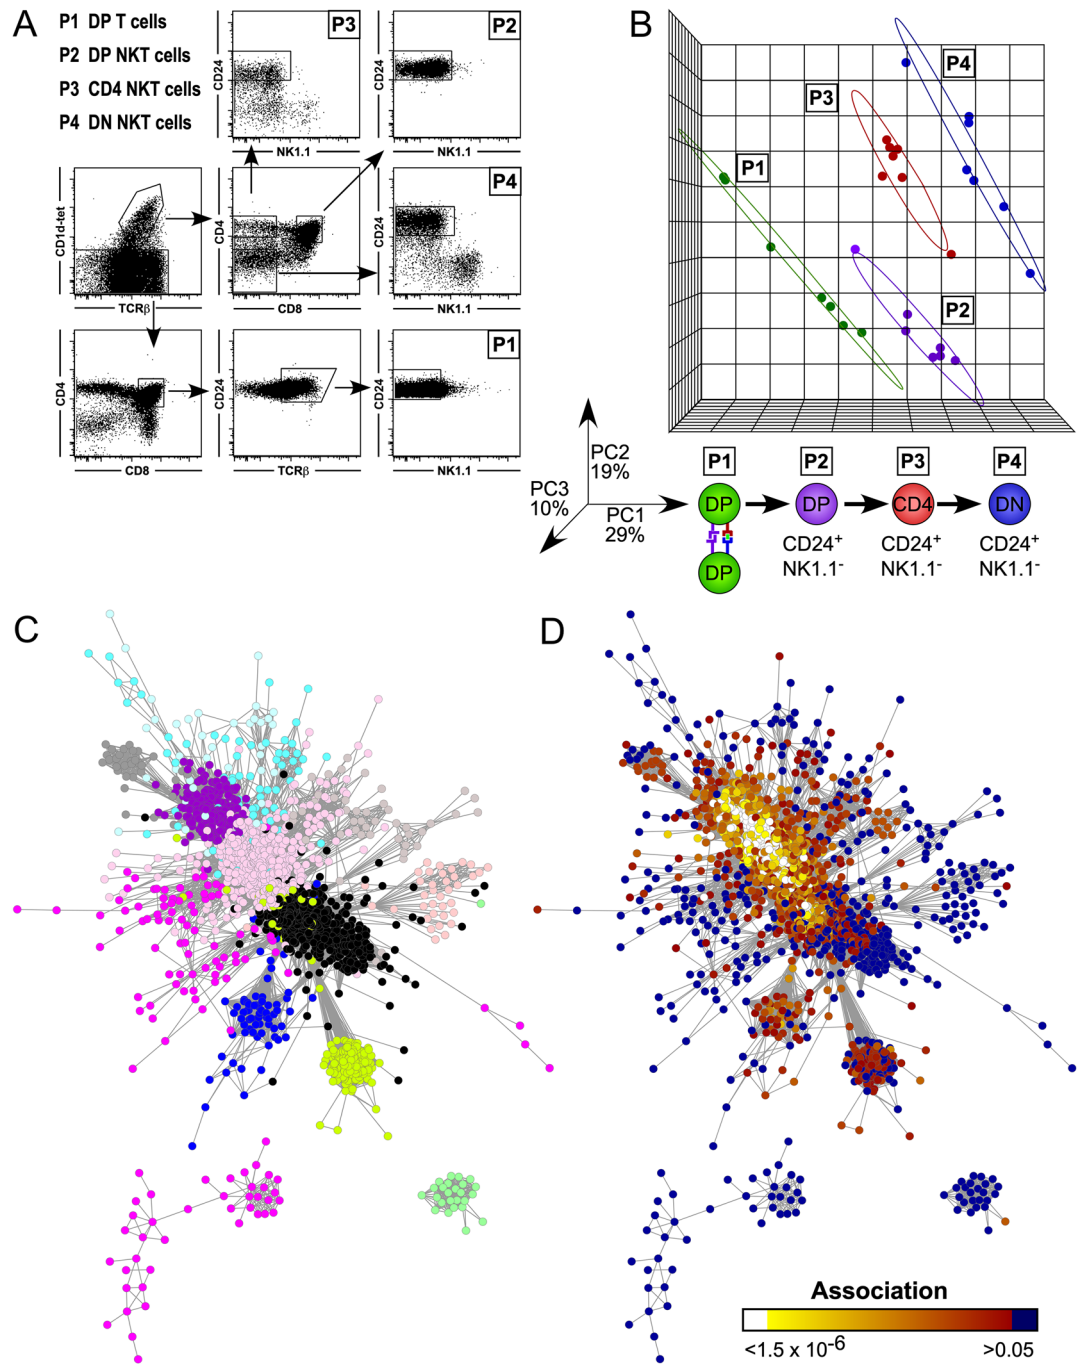 A
P1 DP T cells
P2 DP NKT cells
P3 CD4 NKT cells
P4 DN NKT cells
P3
CD24
NK1.1
P2
CD24
NK1.1
CD1d-tet
TCRβ
CD4
CD8
P4
CD24
NK1.1
CD4
CD8
CD24
TCRβ
P1
CD24
NK1.1
B
P4
P3
P1
P2
PC2
19%
PC3
10%
PC1
29%
P1 P2 P3 P4
DP DP CD4 DN
DP
CD24⁺ CD24⁺ CD24⁺
NK1.1⁻ NK1.1⁻ NK1.1⁻
C
D
Association
<1.5 x 10⁻⁶ >0.05